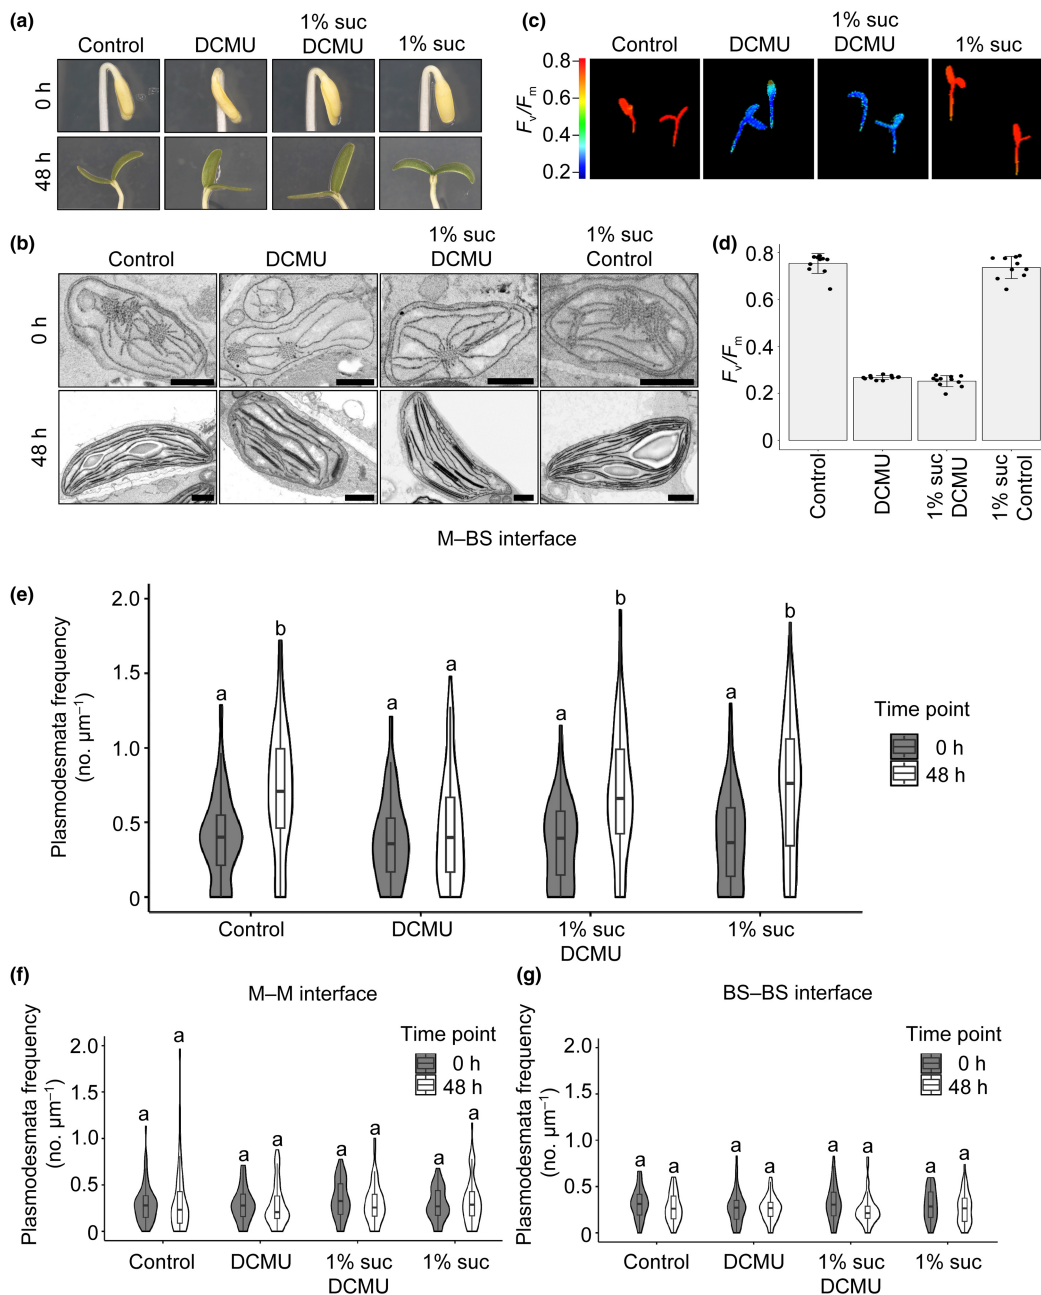 (a)
Control
DCMU
1% suc
DCMU
1% suc
0 h
48 h
(b)
Control
DCMU
1% suc
DCMU
1% suc
Control
0 h
48 h
(c)
Control
DCMU
1% suc
DCMU
1% suc
Fv/Fm
0.8
0.6
0.4
0.2
(d)
Fv/Fm
0.8
0.6
0.4
0.2
0
Control
DCMU
1% suc
DCMU
1% suc
Control
M–BS interface
(e)
Plasmodesmata frequency
(no. µm⁻¹)
2.0
1.5
1.0
0.5
0
a
b
a
a
a
b
a
b
Control
DCMU
1% suc
DCMU
1% suc
Time point
0 h
48 h
(f)
M–M interface
Plasmodesmata frequency
(no. µm⁻¹)
2.0
1.5
1.0
0.5
0
a
a
a
a
a
a
a
a
Time point
0 h
48 h
Control
DCMU
1% suc
DCMU
1% suc
(g)
BS–BS interface
Plasmodesmata frequency
(no. µm⁻¹)
2.0
1.5
1.0
0.5
0
a
a
a
a
a
a
a
a
Time point
0 h
48 h
Control
DCMU
1% suc
DCMU
1% suc